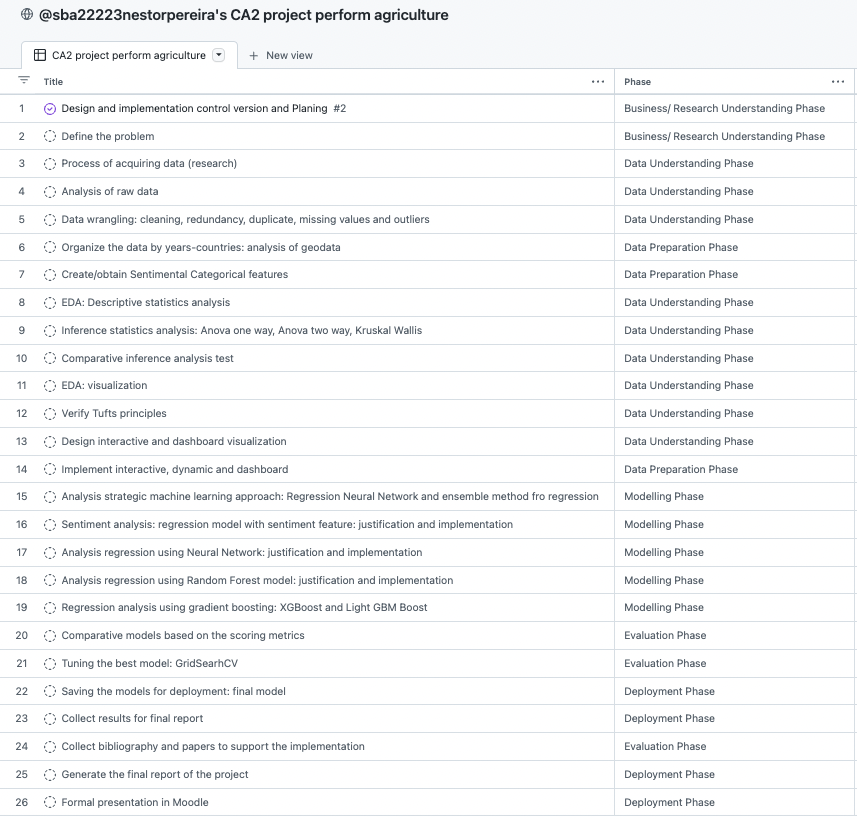 @sba22223nestorpereira's CA2 project perform agriculture
CA2 project perform agriculture + New view
Title ... Phase ...
1 Design and implementation control version and Planing #2 Business/ Research Understanding Phase
2 Define the problem Business/ Research Understanding Phase
3 Process of acquiring data (research) Data Understanding Phase
4 Analysis of raw data Data Understanding Phase
5 Data wrangling: cleaning, redundancy, duplicate, missing values and outliers Data Understanding Phase
6 Organize the data by years-countries: analysis of geodata Data Preparation Phase
7 Create/obtain Sentimental Categorical features Data Preparation Phase
8 EDA: Descriptive statistics analysis Data Understanding Phase
9 Inference statistics analysis: Anova one way, Anova two way, Kruskal Wallis Data Understanding Phase
10 Comparative inference analysis test Data Understanding Phase
11 EDA: visualization Data Understanding Phase
12 Verify Tufts principles Data Understanding Phase
13 Design interactive and dashboard visualization Data Understanding Phase
14 Implement interactive, dynamic and dashboard Data Preparation Phase
15 Analysis strategic machine learning approach: Regression Neural Network and ensemble method fro regression Modelling Phase
16 Sentiment analysis: regression model with sentiment feature: justification and implementation Modelling Phase
17 Analysis regression using Neural Network: justification and implementation Modelling Phase
18 Analysis regression using Random Forest model: justification and implementation Modelling Phase
19 Regression analysis using gradient boosting: XGBoost and Light GBM Boost Modelling Phase
20 Comparative models based on the scoring metrics Evaluation Phase
21 Tuning the best model: GridSearhCV Evaluation Phase
22 Saving the models for deployment: final model Deployment Phase
23 Collect results for final report Deployment Phase
24 Collect bibliography and papers to support the implementation Evaluation Phase
25 Generate the final report of the project Deployment Phase
26 Formal presentation in Moodle Deployment Phase